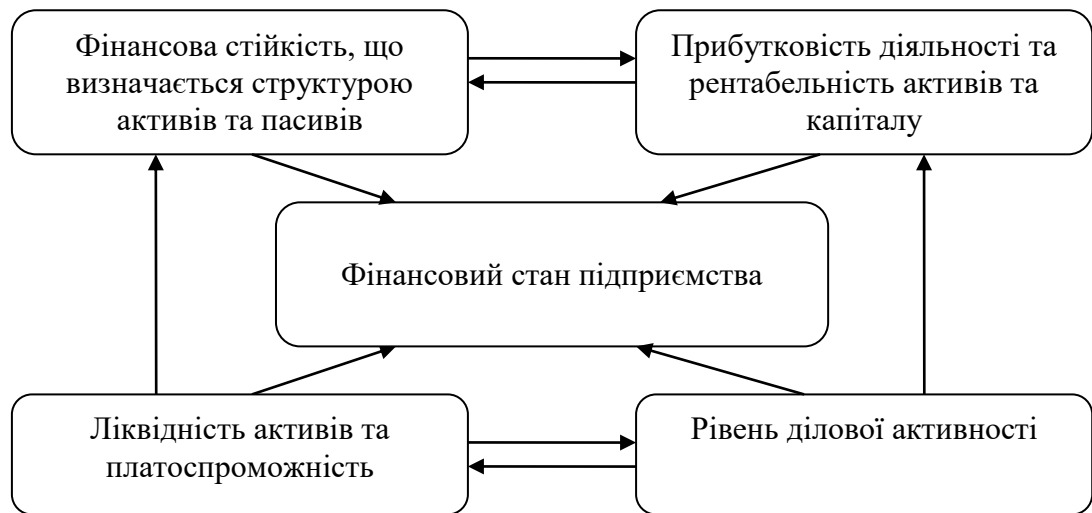 Фінансова стійкість, що
визначається структурою
активів та пасивів
Прибутковість діяльності та
рентабельність активів та
капіталу
Фінансовий стан підприємства
Ліквідність активів та
платоспроможність
Рівень ділової активності